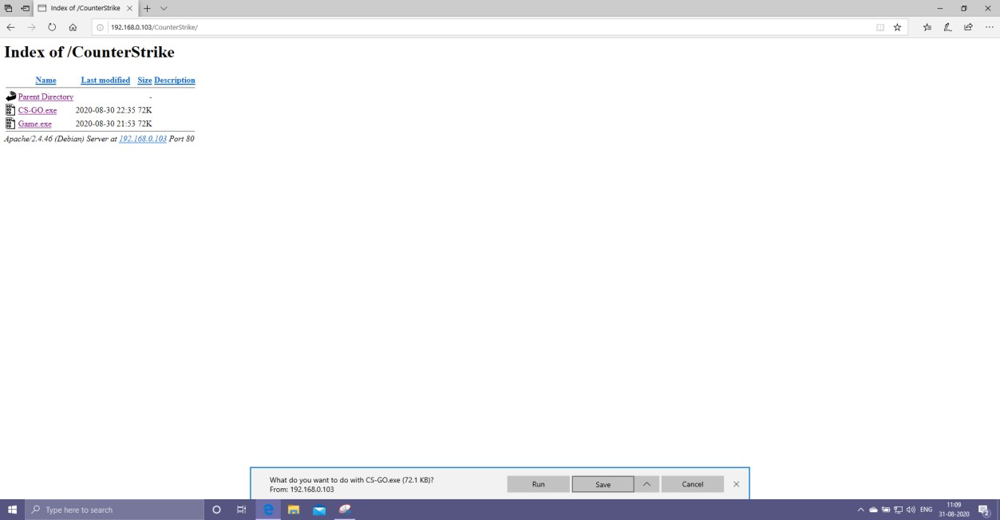 Index of /CounterStrike
192.168.0.103/CounterStrike/
Index of /CounterStrike
Name Last modified Size Description
Parent Directory -
CS-GO.exe 2020-08-30 22:35 72K
Game.exe 2020-08-30 21:53 72K
Apache/2.4.46 (Debian) Server at 192.168.0.103 Port 80
What do you want to do with CS-GO.exe (72.1 KB)?
From: 192.168.0.103
Run Save Cancel
Type here to search
ENG
11:09
31-08-2020
2